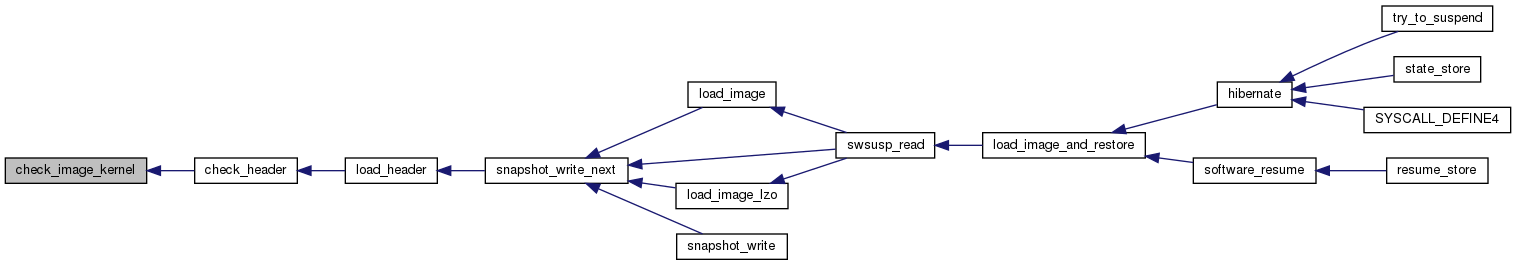 try_to_suspend
state_store
load_image
hibernate
SYSCALL_DEFINE4
swsusp_read
load_image_and_restore
check_image_kernel
check_header
load_header
snapshot_write_next
software_resume
resume_store
load_image_lzo
snapshot_write